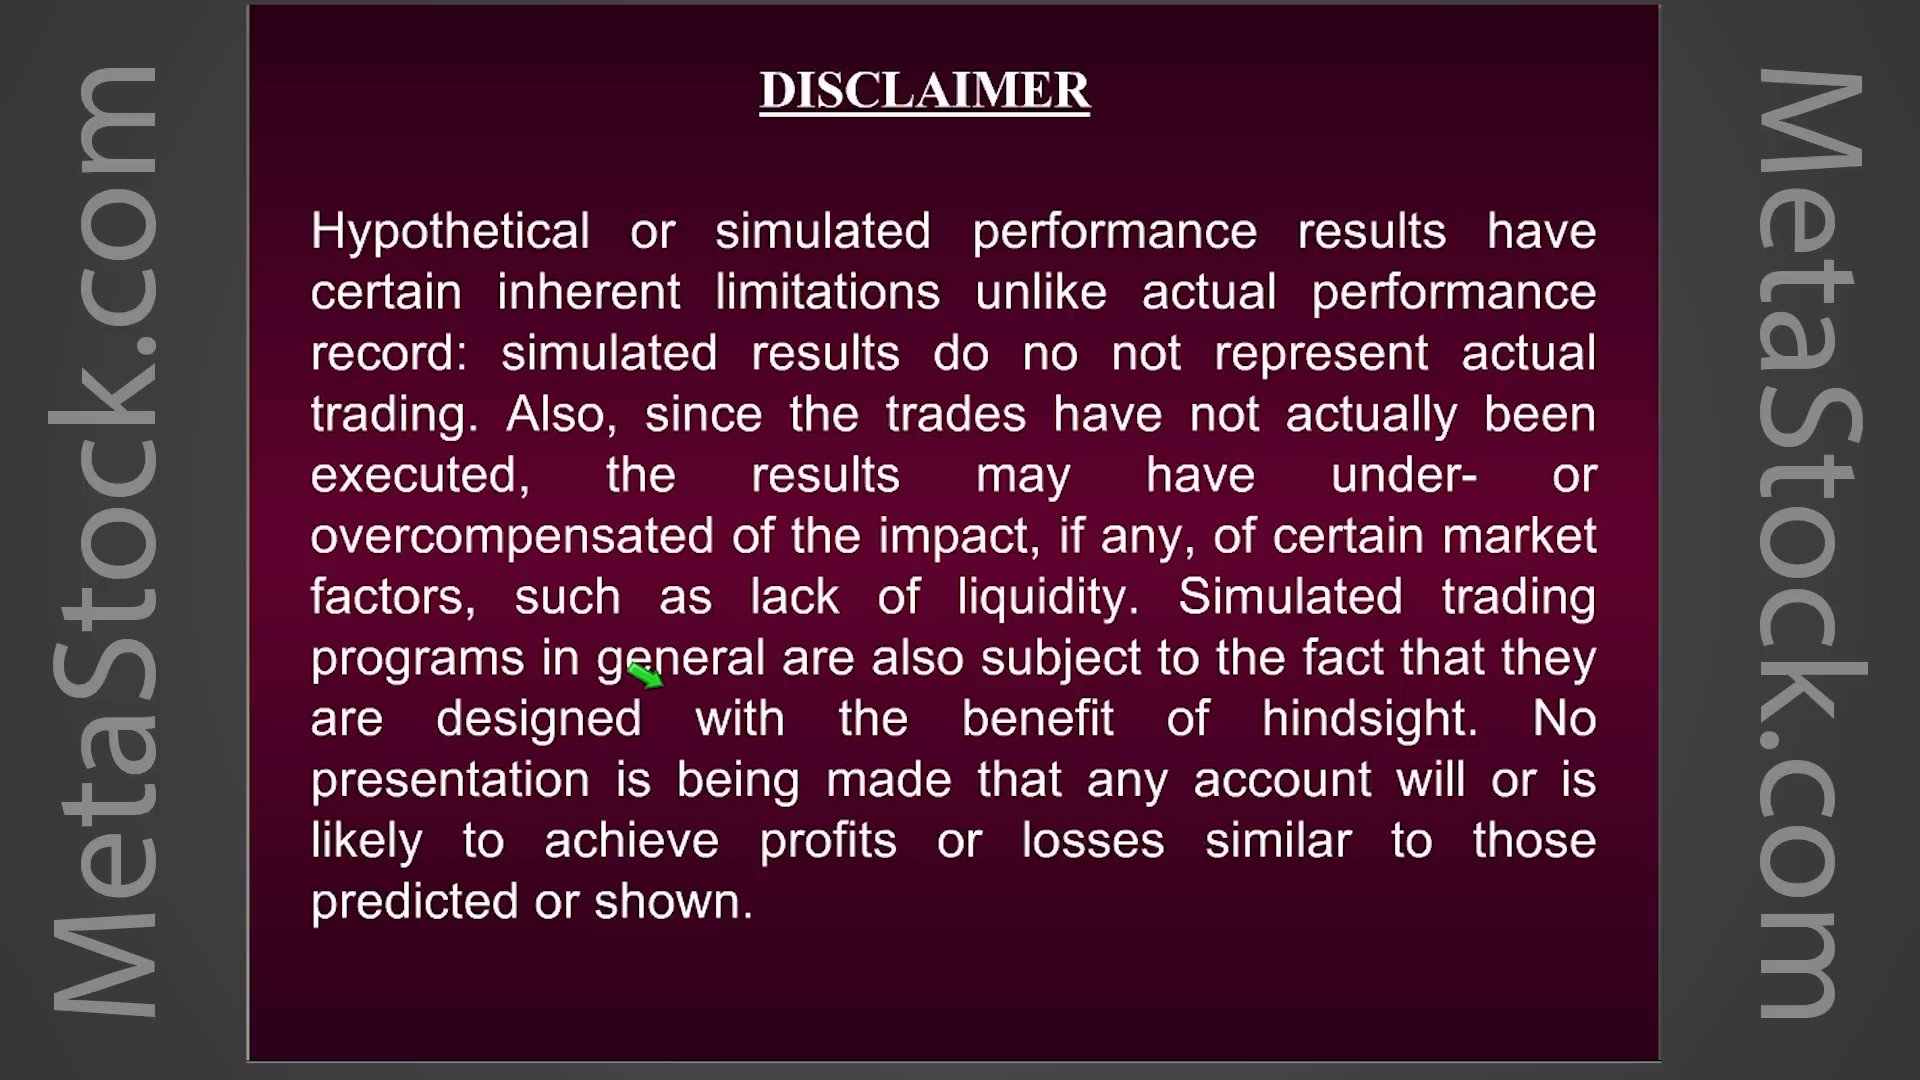 DISCLAIMER
Hypothetical or simulated performance results have
certain inherent limitations unlike actual performance
record: simulated results do no not represent actual
trading. Also, since the trades have not actually been
executed, the results may have under- or
overcompensated of the impact, if any, of certain market
factors, such as lack of liquidity. Simulated trading
programs in general are also subject to the fact that they
are designed with the benefit of hindsight. No
presentation is being made that any account will or is
likely to achieve profits or losses similar to those
predicted or shown.
MetaStock.com
MetaStock.com